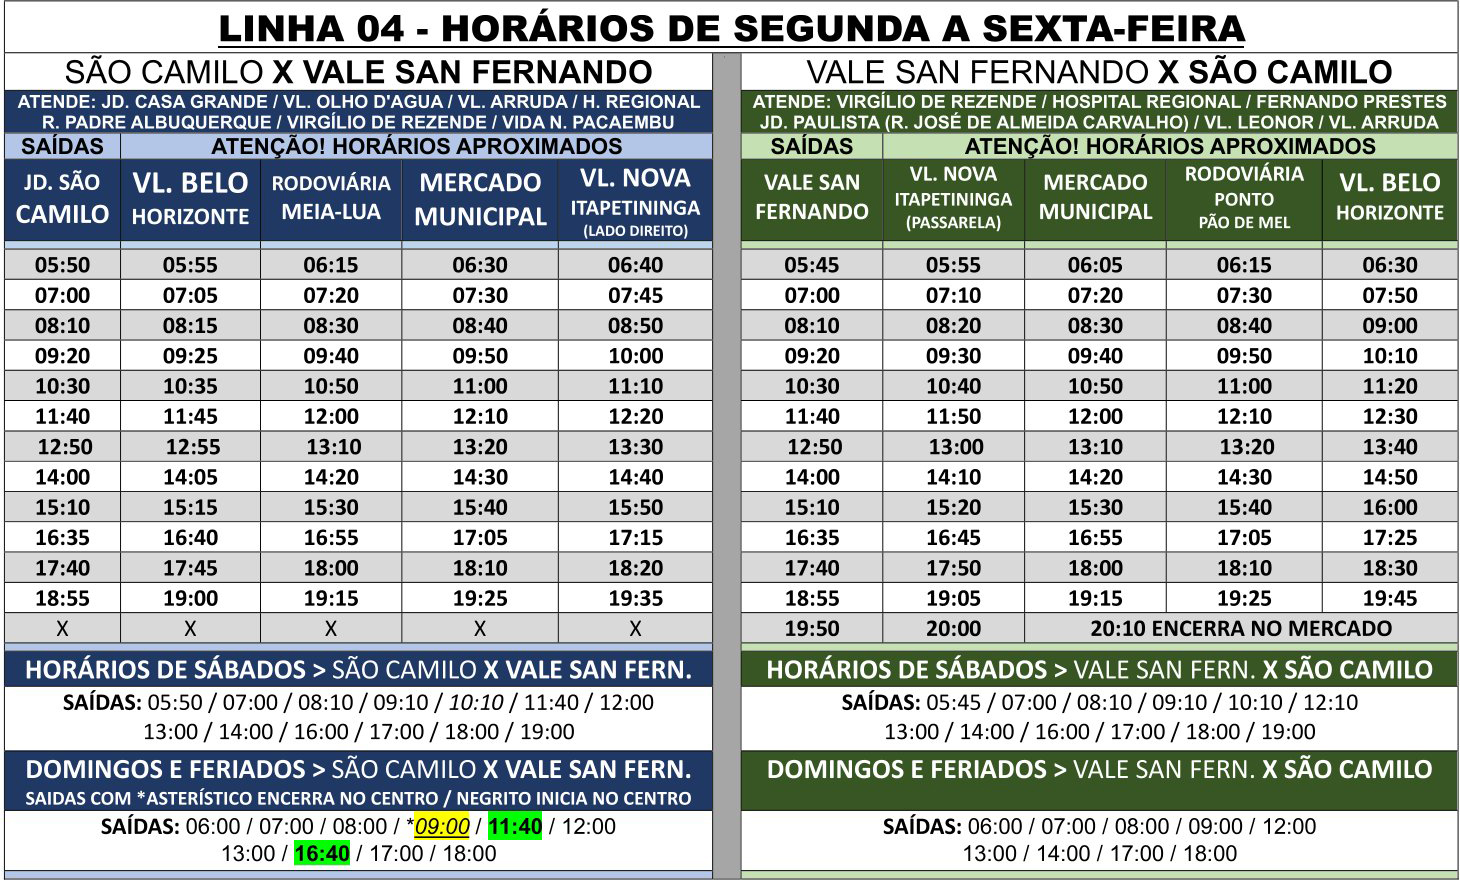 LINHA 04 - HORÁRIOS DE SEGUNDA A SEXTA-FEIRA
SÃO CAMILO X VALE SAN FERNANDO
ATENDE: JD. CASA GRANDE / VL. OLHO D'AGUA / VL. ARRUDA / H. REGIONAL
R. PADRE ALBUQUERQUE / VIRGÍLIO DE REZENDE / VIDA N. PACAEMBU
SAÍDAS ATENÇÃO! HORÁRIOS APROXIMADOS
JD. SÃO CAMILO VL. BELO HORIZONTE RODOVIÁRIA MEIA-LUA MERCADO MUNICIPAL VL. NOVA ITAPETININGA (LADO DIREITO)
05:50 05:55 06:15 06:30 06:40
07:00 07:05 07:20 07:30 07:45
08:10 08:15 08:30 08:40 08:50
09:20 09:25 09:40 09:50 10:00
10:30 10:35 10:50 11:00 11:10
11:40 11:45 12:00 12:10 12:20
12:50 12:55 13:10 13:20 13:30
14:00 14:05 14:20 14:30 14:40
15:10 15:15 15:30 15:40 15:50
16:35 16:40 16:55 17:05 17:15
17:40 17:45 18:00 18:10 18:20
18:55 19:00 19:15 19:25 19:35
X X X X X
HORÁRIOS DE SÁBADOS > SÃO CAMILO X VALE SAN FERN.
SAÍDAS: 05:50 / 07:00 / 08:10 / 09:10 / 10:10 / 11:40 / 12:00
13:00 / 14:00 / 16:00 / 17:00 / 18:00 / 19:00
DOMINGOS E FERIADOS > SÃO CAMILO X VALE SAN FERN.
SAIDAS COM *ASTERÍSTICO ENCERRA NO CENTRO / NEGRITO INICIA NO CENTRO
SAÍDAS: 06:00 / 07:00 / 08:00 / *09:00 / 11:40 / 12:00
13:00 / 16:40 / 17:00 / 18:00
VALE SAN FERNANDO X SÃO CAMILO
ATENDE: VIRGÍLIO DE REZENDE / HOSPITAL REGIONAL / FERNANDO PRESTES
JD. PAULISTA (R. JOSÉ DE ALMEIDA CARVALHO) / VL. LEONOR / VL. ARRUDA
SAÍDAS ATENÇÃO! HORÁRIOS APROXIMADOS
VALE SAN FERNANDO VL. NOVA ITAPETININGA (PASSARELA) MERCADO MUNICIPAL RODOVIÁRIA PONTO PÃO DE MEL VL. BELO HORIZONTE
05:45 05:55 06:05 06:15 06:30
07:00 07:10 07:20 07:30 07:50
08:10 08:20 08:30 08:40 09:00
09:20 09:30 09:40 09:50 10:10
10:30 10:40 10:50 11:00 11:20
11:40 11:50 12:00 12:10 12:30
12:50 13:00 13:10 13:20 13:40
14:00 14:10 14:20 14:30 14:50
15:10 15:20 15:30 15:40 16:00
16:35 16:45 16:55 17:05 17:25
17:40 17:50 18:00 18:10 18:30
18:55 19:05 19:15 19:25 19:45
19:50 20:00 20:10 ENCERRA NO MERCADO
HORÁRIOS DE SÁBADOS > VALE SAN FERN. X SÃO CAMILO
SAÍDAS: 05:45 / 07:00 / 08:10 / 09:10 / 10:10 / 12:10
13:00 / 14:00 / 16:00 / 17:00 / 18:00 / 19:00
DOMINGOS E FERIADOS > VALE SAN FERN. X SÃO CAMILO
SAÍDAS: 06:00 / 07:00 / 08:00 / 09:00 / 12:00
13:00 / 14:00 / 17:00 / 18:00